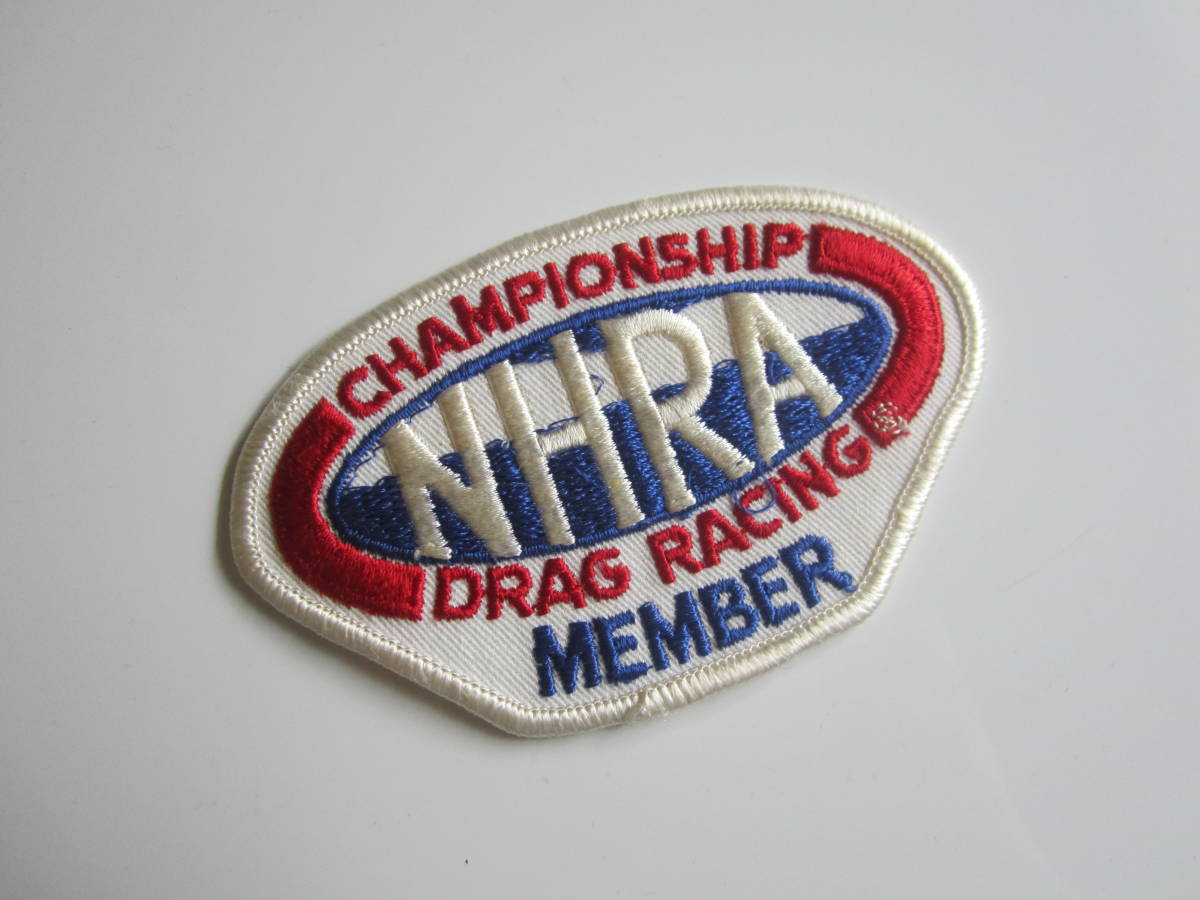 CHAMPIONSHIP
NHRA
DRAG RACING
MEMBER